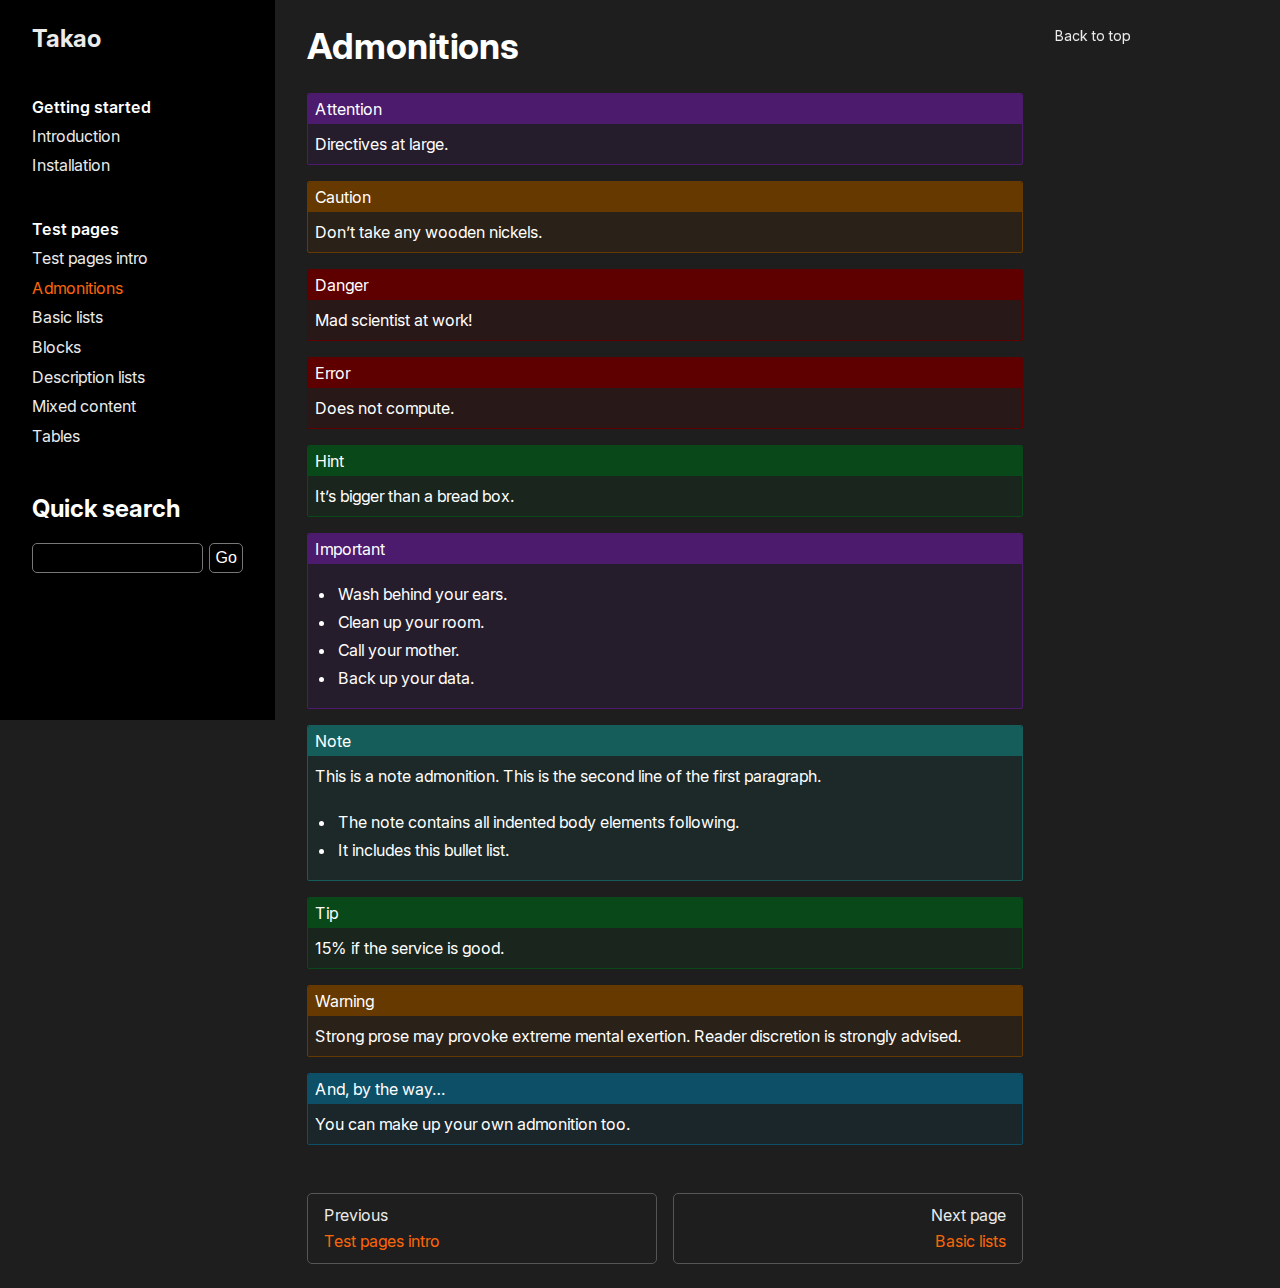 Takao
Getting started
Introduction
Installation
Test pages
Test pages intro
Admonitions
Basic lists
Blocks
Description lists
Mixed content
Tables
Quick search
Go
Admonitions
Attention
Directives at large.
Caution
Don’t take any wooden nickels.
Danger
Mad scientist at work!
Error
Does not compute.
Hint
It’s bigger than a bread box.
Important
• Wash behind your ears.
• Clean up your room.
• Call your mother.
• Back up your data.
Note
This is a note admonition. This is the second line of the first paragraph.
• The note contains all indented body elements following.
• It includes this bullet list.
Tip
15% if the service is good.
Warning
Strong prose may provoke extreme mental exertion. Reader discretion is strongly advised.
And, by the way…
You can make up your own admonition too.
Previous
Test pages intro
Next page
Basic lists
Back to top